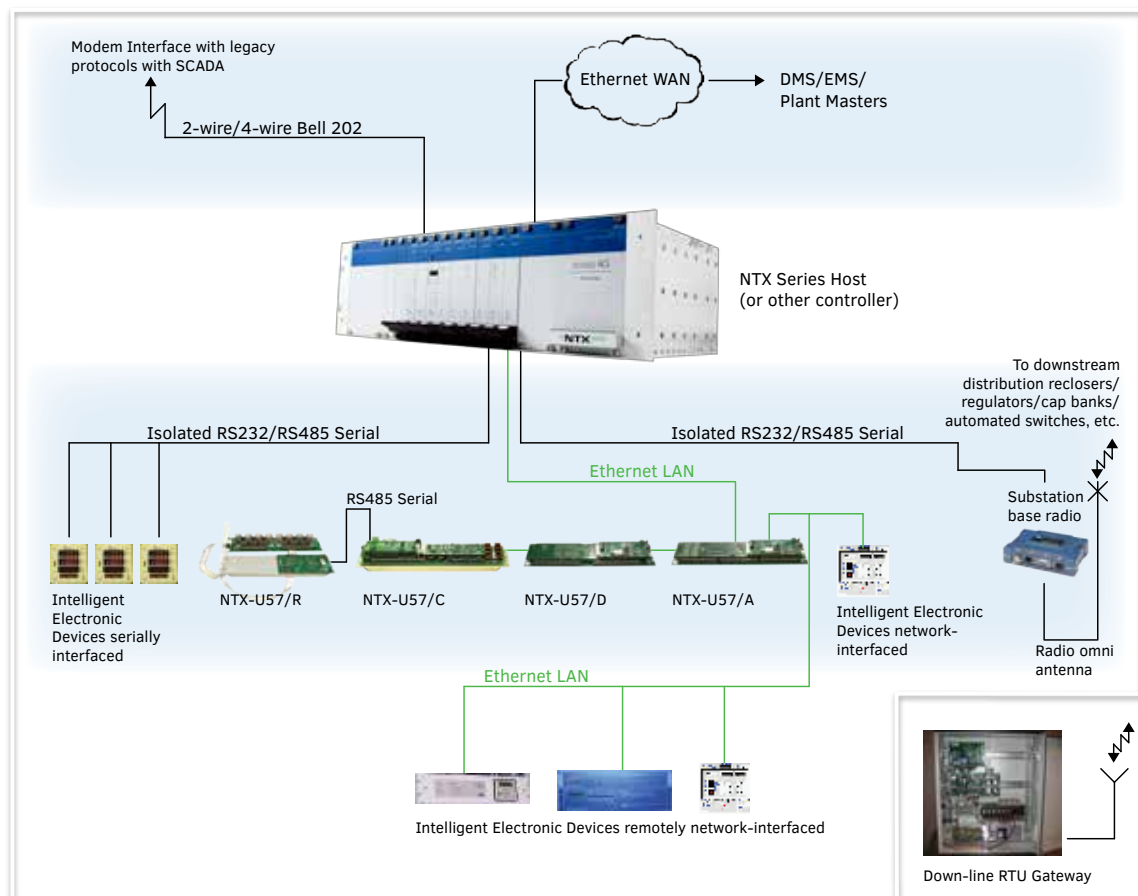 Modem Interface with legacy
protocols with SCADA
2-wire/4-wire Bell 202
Ethernet WAN
DMS/EMS/
Plant Masters
NTX Series Host
(or other controller)
NTX
To downstream
distribution reclosers/
regulators/cap banks/
automated switches, etc.
Isolated RS232/RS485 Serial
Isolated RS232/RS485 Serial
Ethernet LAN
RS485 Serial
Substation
base radio
Intelligent
Electronic
Devices serially
interfaced
NTX-U57/R
NTX-U57/C
NTX-U57/D
NTX-U57/A
Intelligent Electronic
Devices network-
interfaced
Radio omni
antenna
Ethernet LAN
Intelligent Electronic Devices remotely network-interfaced
Down-line RTU Gateway